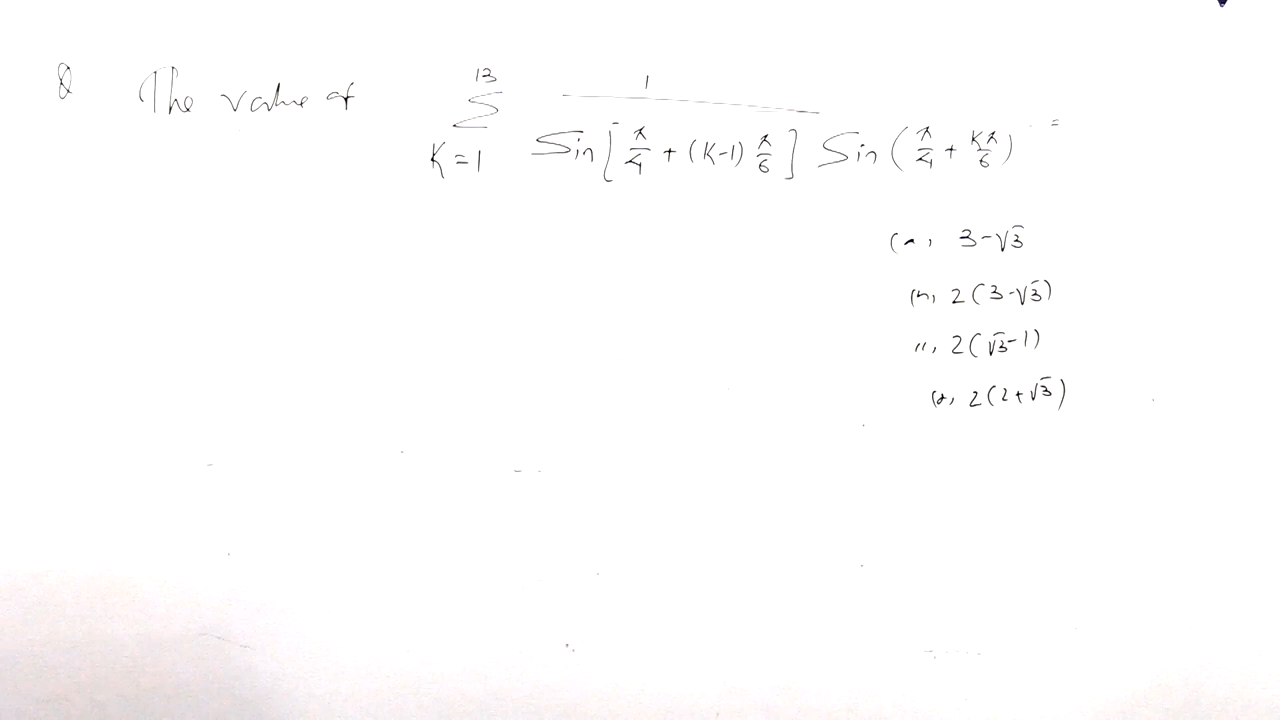 Q The value of 13 ∑ K=1 1 / Sin[π/4 + (K-1) π/6] Sin(π/4 + Kπ/6) =
(a) 3-√3
(b) 2(3-√3)
(c) 2(√3-1)
(d) 2(2+√3)